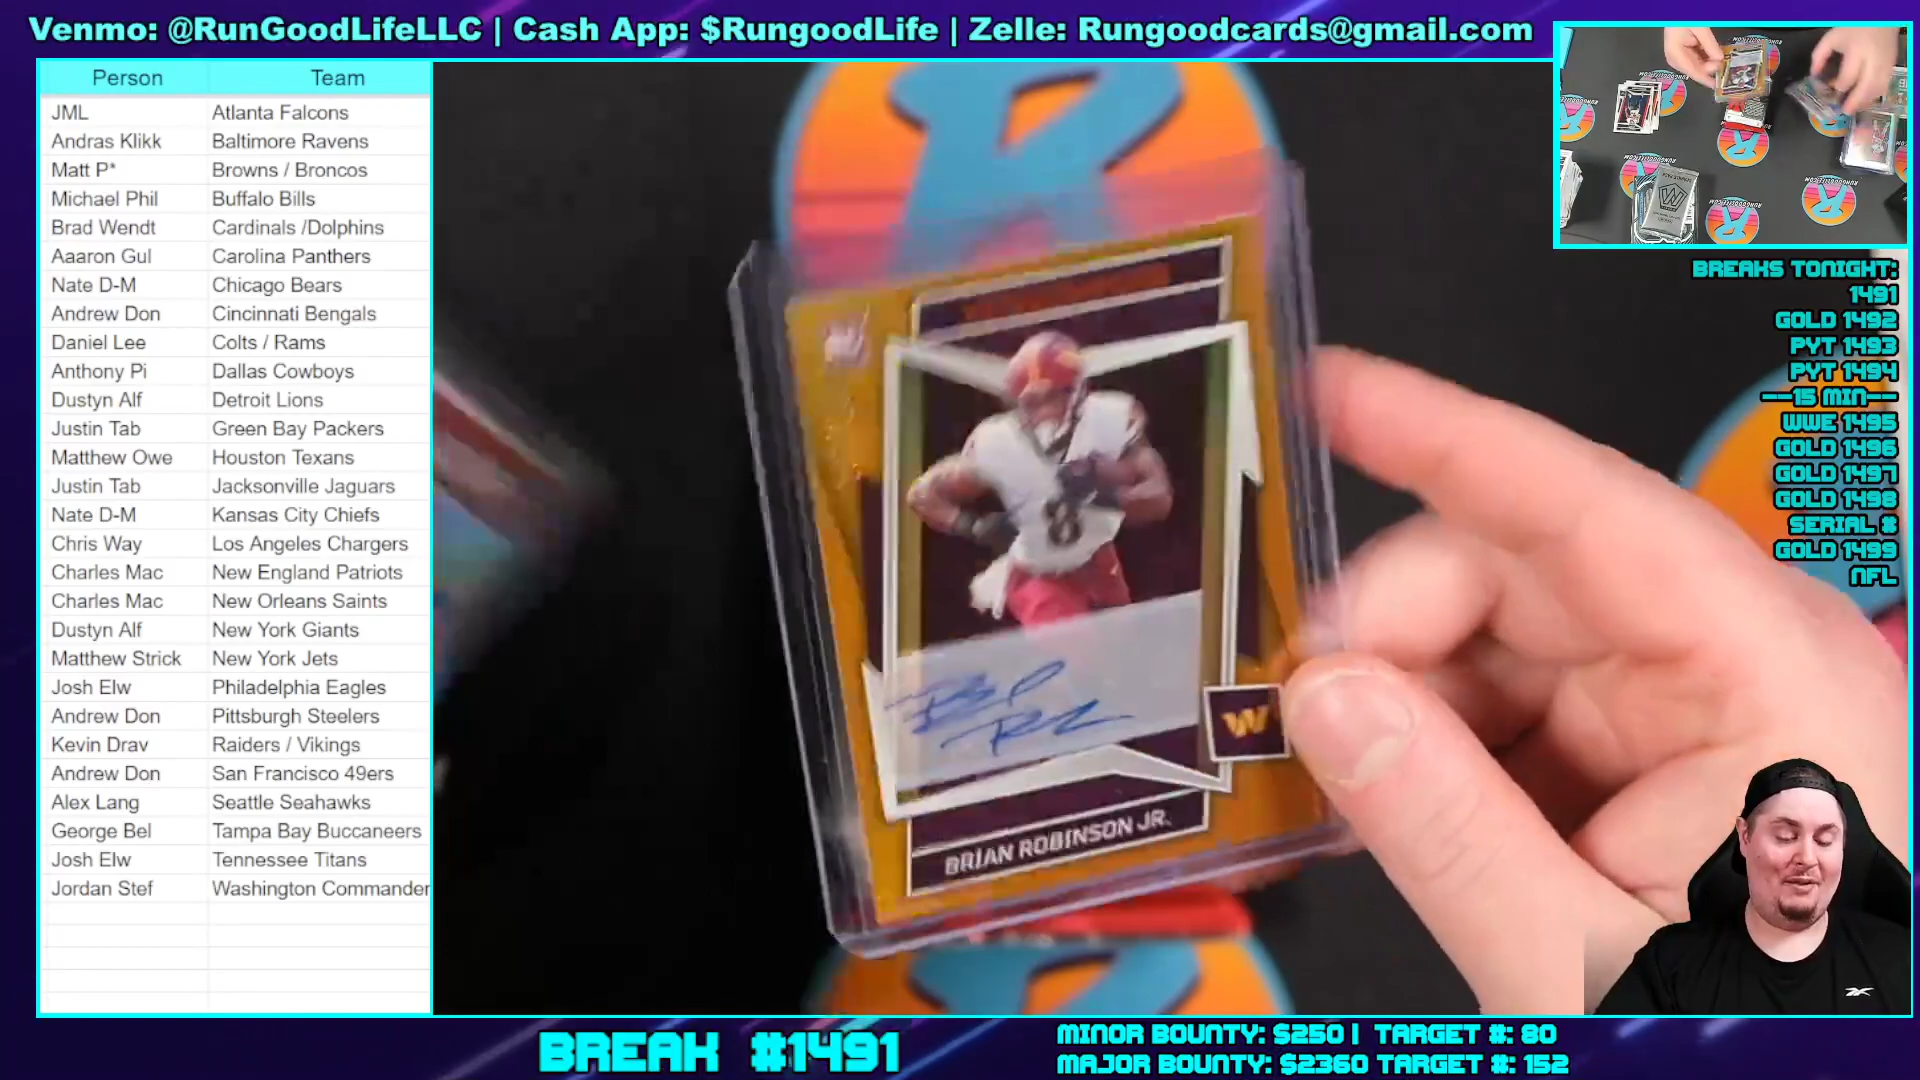 Venmo: @RunGoodLifeLLC | Cash App: $RungoodLife | Zelle: Rungoodcards@gmail.com
Person Team
JML Atlanta Falcons
Andras Klikk Baltimore Ravens
Matt P* Browns / Broncos
Michael Phil Buffalo Bills
Brad Wendt Cardinals /Dolphins
Aaaron Gul Carolina Panthers
Nate D-M Chicago Bears
Andrew Don Cincinnati Bengals
Daniel Lee Colts / Rams
Anthony Pi Dallas Cowboys
Dustyn Alf Detroit Lions
Justin Tab Green Bay Packers
Matthew Owe Houston Texans
Justin Tab Jacksonville Jaguars
Nate D-M Kansas City Chiefs
Chris Way Los Angeles Chargers
Charles Mac New England Patriots
Charles Mac New Orleans Saints
Dustyn Alf New York Giants
Matthew Strick New York Jets
Josh Elw Philadelphia Eagles
Andrew Don Pittsburgh Steelers
Kevin Drav Raiders / Vikings
Andrew Don San Francisco 49ers
Alex Lang Seattle Seahawks
George Bel Tampa Bay Buccaneers
Josh Elw Tennessee Titans
Jordan Stef Washington Commander
8
W
BRIAN ROBINSON JR.
BREAKS TONIGHT:
1491
GOLD 1492
PYT 1493
PYT 1494
--15 MIN--
WWE 1495
GOLD 1496
GOLD 1497
GOLD 1498
SERIAL #
GOLD 1499
NFL
BREAK #1491
MINOR BOUNTY: $250 | TARGET #: 80
MAJOR BOUNTY: $2360 TARGET #: 152